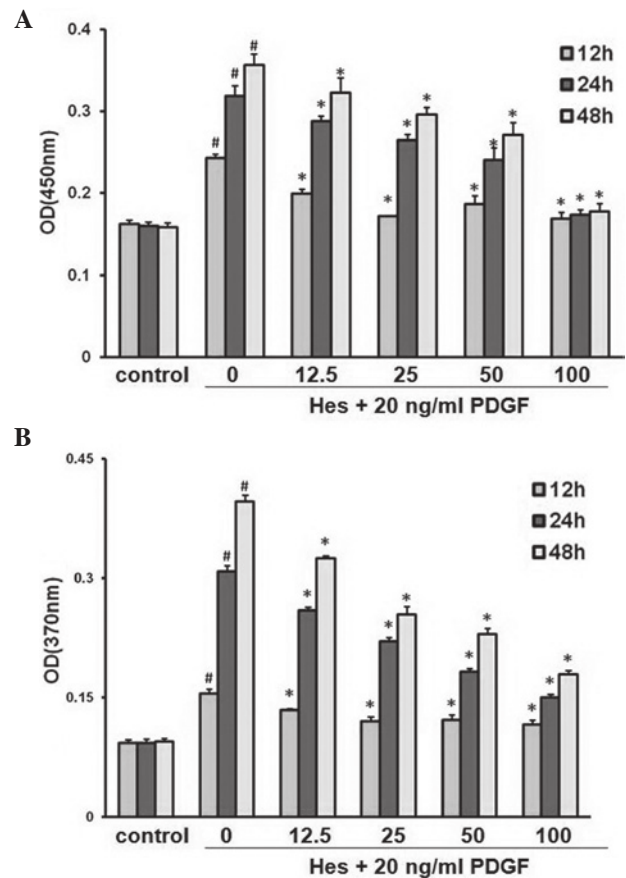 A
0.4
0.3
0.2
0.1
0
OD(450nm)
12h
24h
48h
# # #
* * *
* * *
* * *
* * *
control 0 12.5 25 50 100
Hes + 20 ng/ml PDGF
B
0.45
0.3
0.15
0
OD(370nm)
12h
24h
48h
# # #
* * *
* * *
* * *
* * *
control 0 12.5 25 50 100
Hes + 20 ng/ml PDGF